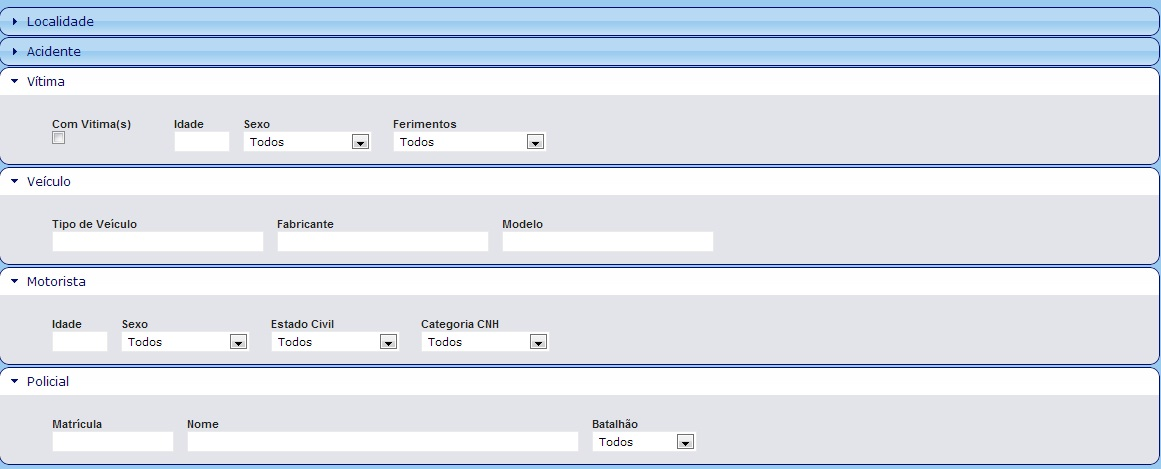 Localidade
Acidente
Vítima
Com Vitima(s) Idade Sexo Ferimentos
Todos Todos
Veículo
Tipo de Veículo Fabricante Modelo
Motorista
Idade Sexo Estado Civil Categoria CNH
Todos Todos Todos
Policial
Matrícula Nome Batalhão
Todos